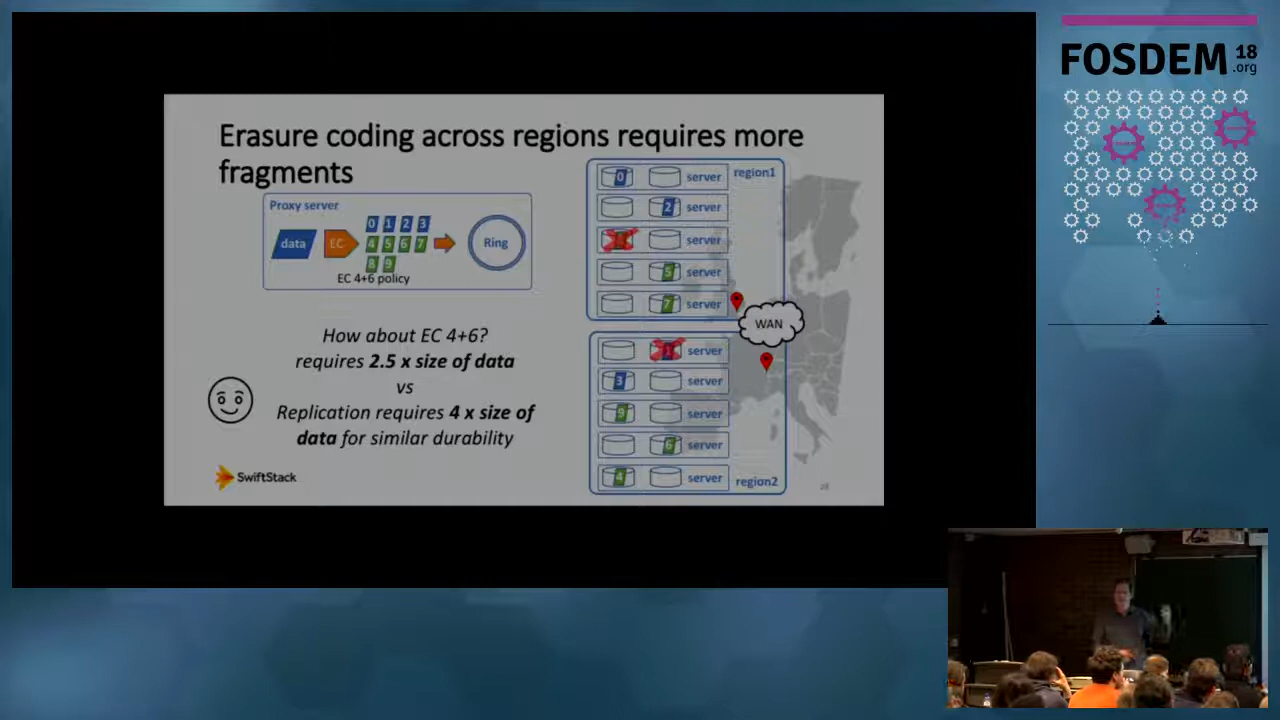 Erasure coding across regions requires more
fragments
Proxy server
data
EC
0 1 2 3
4 5 6 7
8 9
Ring
EC 4+6 policy
How about EC 4+6?
requires 2.5 x size of data
vs
Replication requires 4 x size of
data for similar durability
SwiftStack
0 server region1
2 server
server
5 server
7 server
WAN
1 server
3 server
9 server
6 server
4 server region2
FOSDEM 18
.org